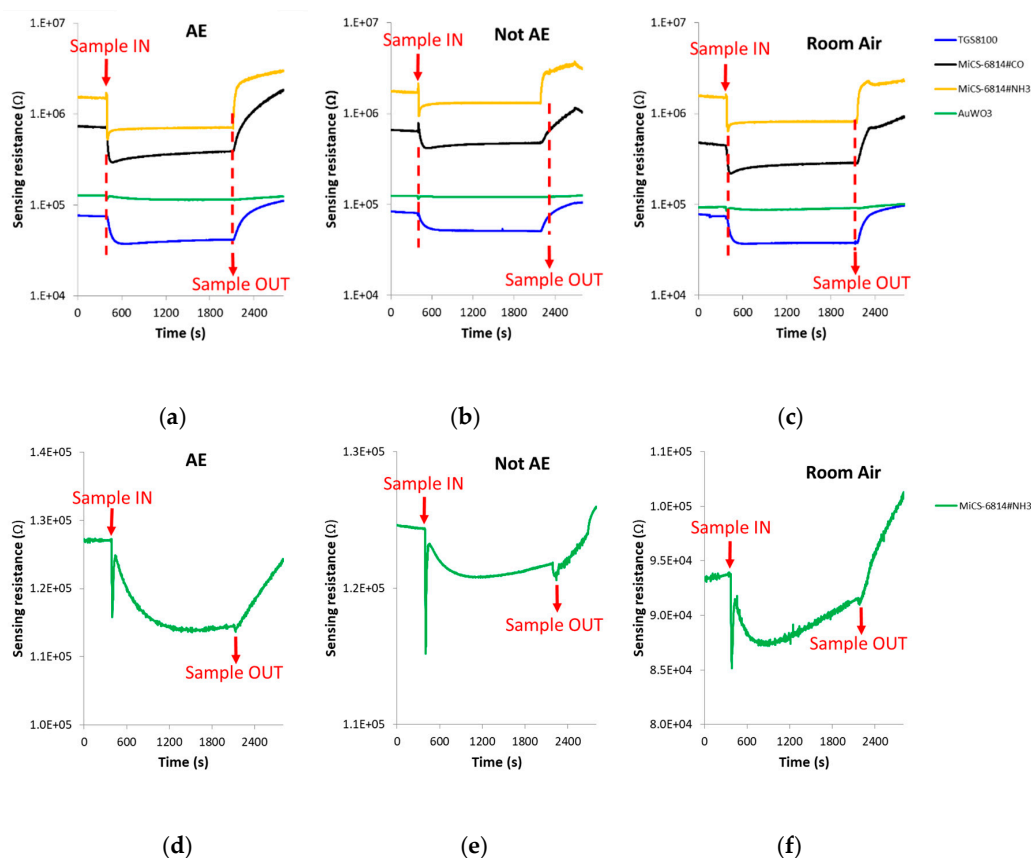 AE
Sample IN
Sensing resistance (Ω)
1.E+07
1.E+06
1.E+05
1.E+04
Sample OUT
0 600 1200 1800 2400
Time (s)
(a)
Not AE
Sample IN
Sensing resistance (Ω)
1.E+07
1.E+06
1.E+05
1.E+04
Sample OUT
0 600 1200 1800 2400
Time (s)
(b)
Room Air
Sample IN
Sensing resistance (Ω)
1.E+07
1.E+06
1.E+05
1.E+04
Sample OUT
0 600 1200 1800 2400
Time (s)
(c)
TGS8100
MiCS-6814#CO
MiCS-6814#NH3
AuWO3
AE
Sample IN
Sensing resistance (Ω)
1.4E+05
1.3E+05
1.2E+05
1.1E+05
1.0E+05
Sample OUT
0 600 1200 1800 2400
Time (s)
(d)
Not AE
Sample IN
Sensing resistance (Ω)
1.3E+05
1.2E+05
1.1E+05
Sample OUT
0 600 1200 1800 2400
Time (s)
(e)
Room Air
Sample IN
Sensing resistance (Ω)
1.1E+05
1.0E+05
9.5E+04
9.0E+04
8.5E+04
8.0E+04
Sample OUT
0 600 1200 1800 2400
Time (s)
(f)
MiCS-6814#NH3